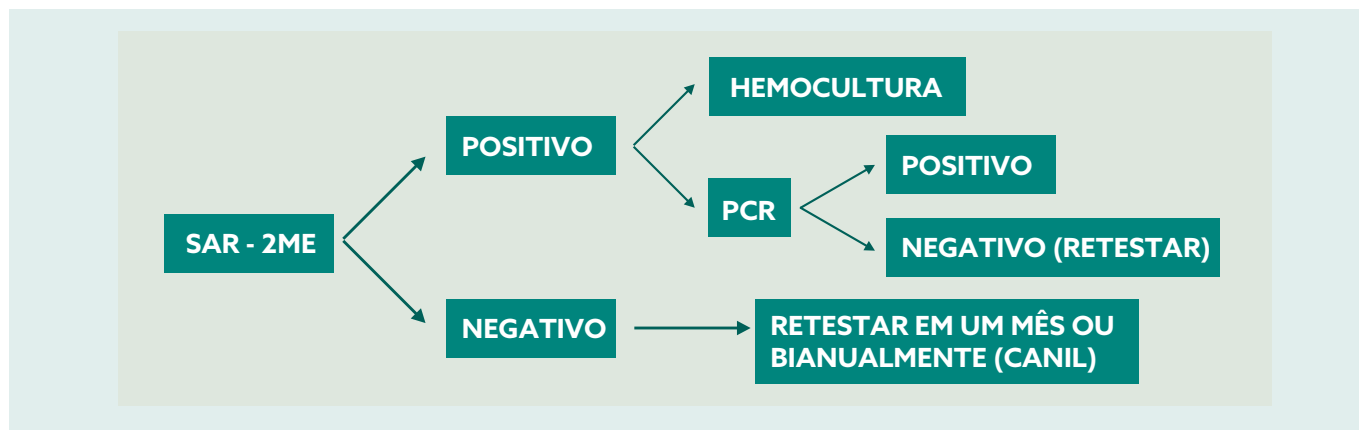 HEMOCULTURA
POSITIVO
POSITIVO
PCR
SAR - 2ME
NEGATIVO (RETESTAR)
NEGATIVO
RETESTAR EM UM MÊS OU
BIANUALMENTE (CANIL)